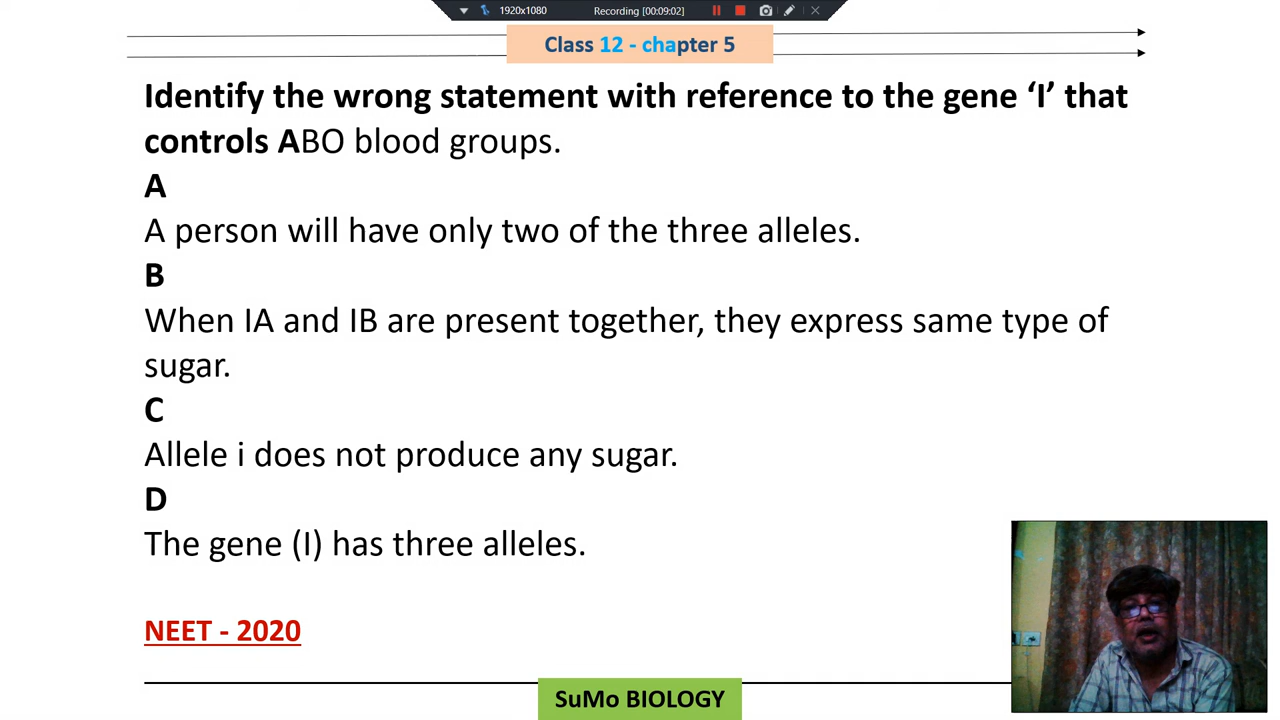 1920x1080
Recording [00:09:02]
Class 12 - chapter 5
Identify the wrong statement with reference to the gene ‘I’ that
controls ABO blood groups.
A
A person will have only two of the three alleles.
B
When IA and IB are present together, they express same type of
sugar.
C
Allele i does not produce any sugar.
D
The gene (I) has three alleles.
NEET - 2020
SuMo BIOLOGY